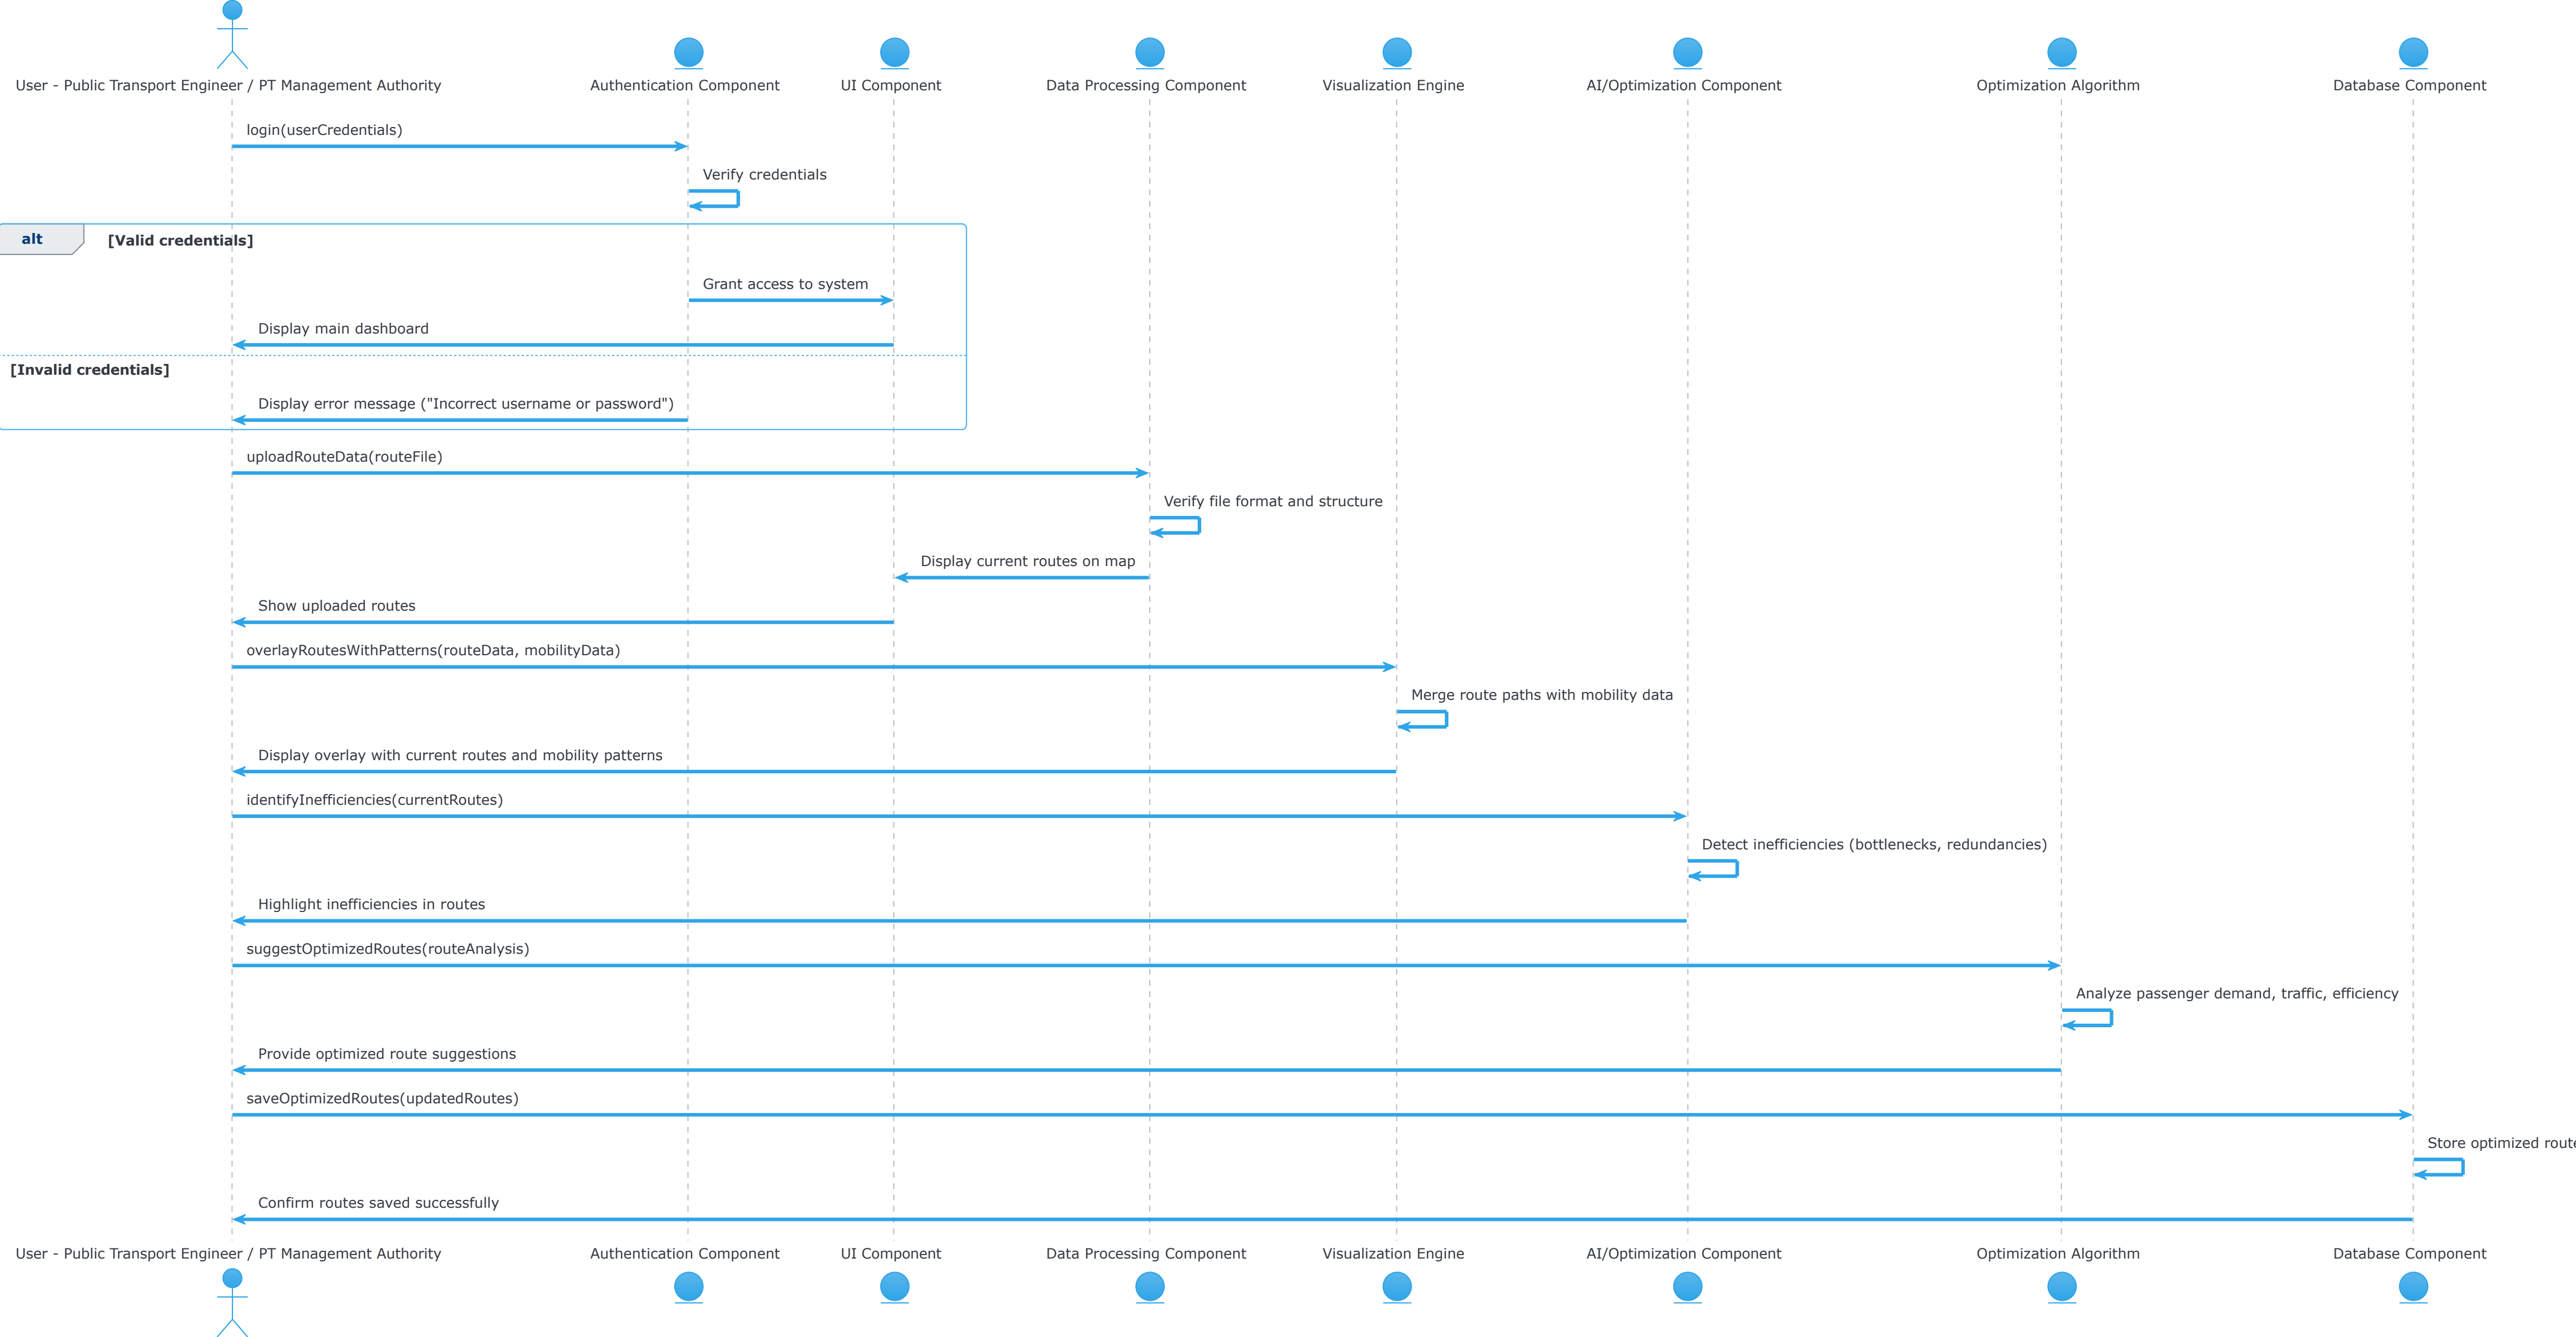 User - Public Transport Engineer / PT Management Authority
Authentication Component
UI Component
Data Processing Component
Visualization Engine
AI/Optimization Component
Optimization Algorithm
Database Component
login(userCredentials)
Verify credentials
alt
[Valid credentials]
Grant access to system
Display main dashboard
[Invalid credentials]
Display error message ("Incorrect username or password")
uploadRouteData(routeFile)
Verify file format and structure
Display current routes on map
Show uploaded routes
overlayRoutesWithPatterns(routeData, mobilityData)
Merge route paths with mobility data
Display overlay with current routes and mobility patterns
identifyInefficiencies(currentRoutes)
Detect inefficiencies (bottlenecks, redundancies)
Highlight inefficiencies in routes
suggestOptimizedRoutes(routeAnalysis)
Analyze passenger demand, traffic, efficiency
Provide optimized route suggestions
saveOptimizedRoutes(updatedRoutes)
Store optimized
Confirm routes saved successfully
User - Public Transport Engineer / PT Management Authority
Authentication Component
UI Component
Data Processing Component
Visualization Engine
AI/Optimization Component
Optimization Algorithm
Database Component